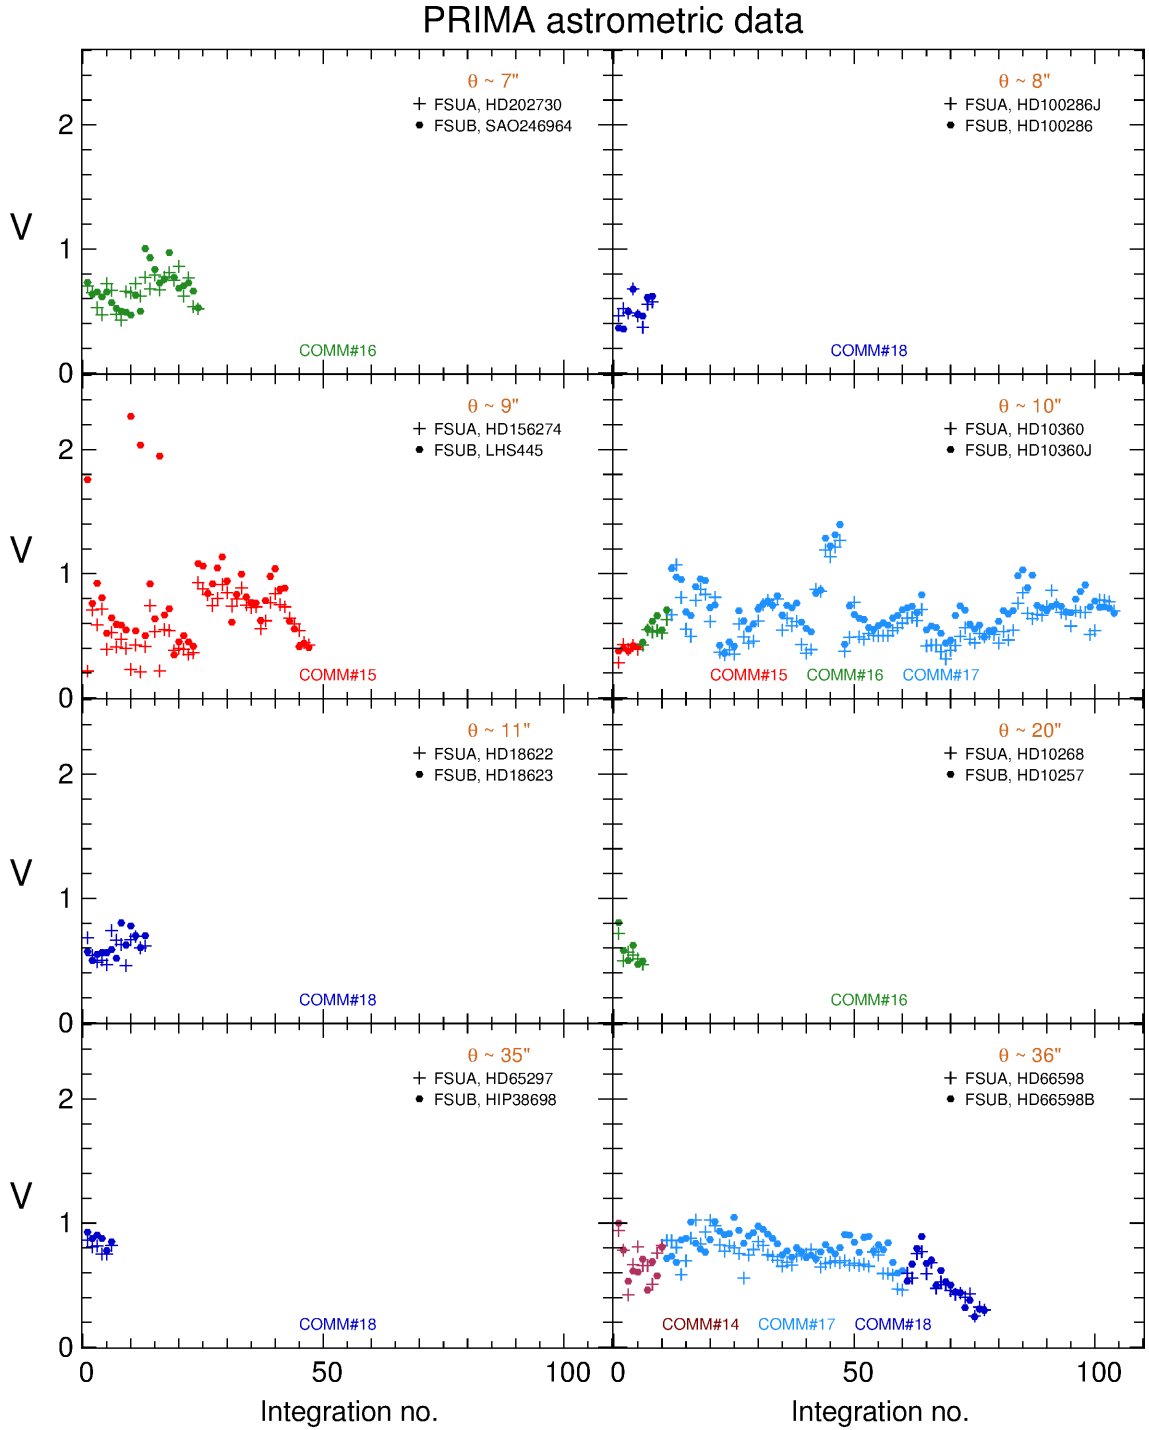 PRIMA astrometric data
θ ~ 7"
FSUA, HD202730
FSUB, SAO246964
COMM#16
V
2
1
0
θ ~ 8"
FSUA, HD100286J
FSUB, HD100286
COMM#18
θ ~ 9"
FSUA, HD156274
FSUB, LHS445
COMM#15
V
2
1
0
θ ~ 10"
FSUA, HD10360
FSUB, HD10360J
COMM#15 COMM#16 COMM#17
θ ~ 11"
FSUA, HD18622
FSUB, HD18623
COMM#18
V
2
1
0
θ ~ 20"
FSUA, HD10268
FSUB, HD10257
COMM#16
θ ~ 35"
FSUA, HD65297
FSUB, HIP38698
COMM#18
V
2
1
0
θ ~ 36"
FSUA, HD66598
FSUB, HD66598B
COMM#14 COMM#17 COMM#18
0 50 100 0 50 100
Integration no. Integration no.